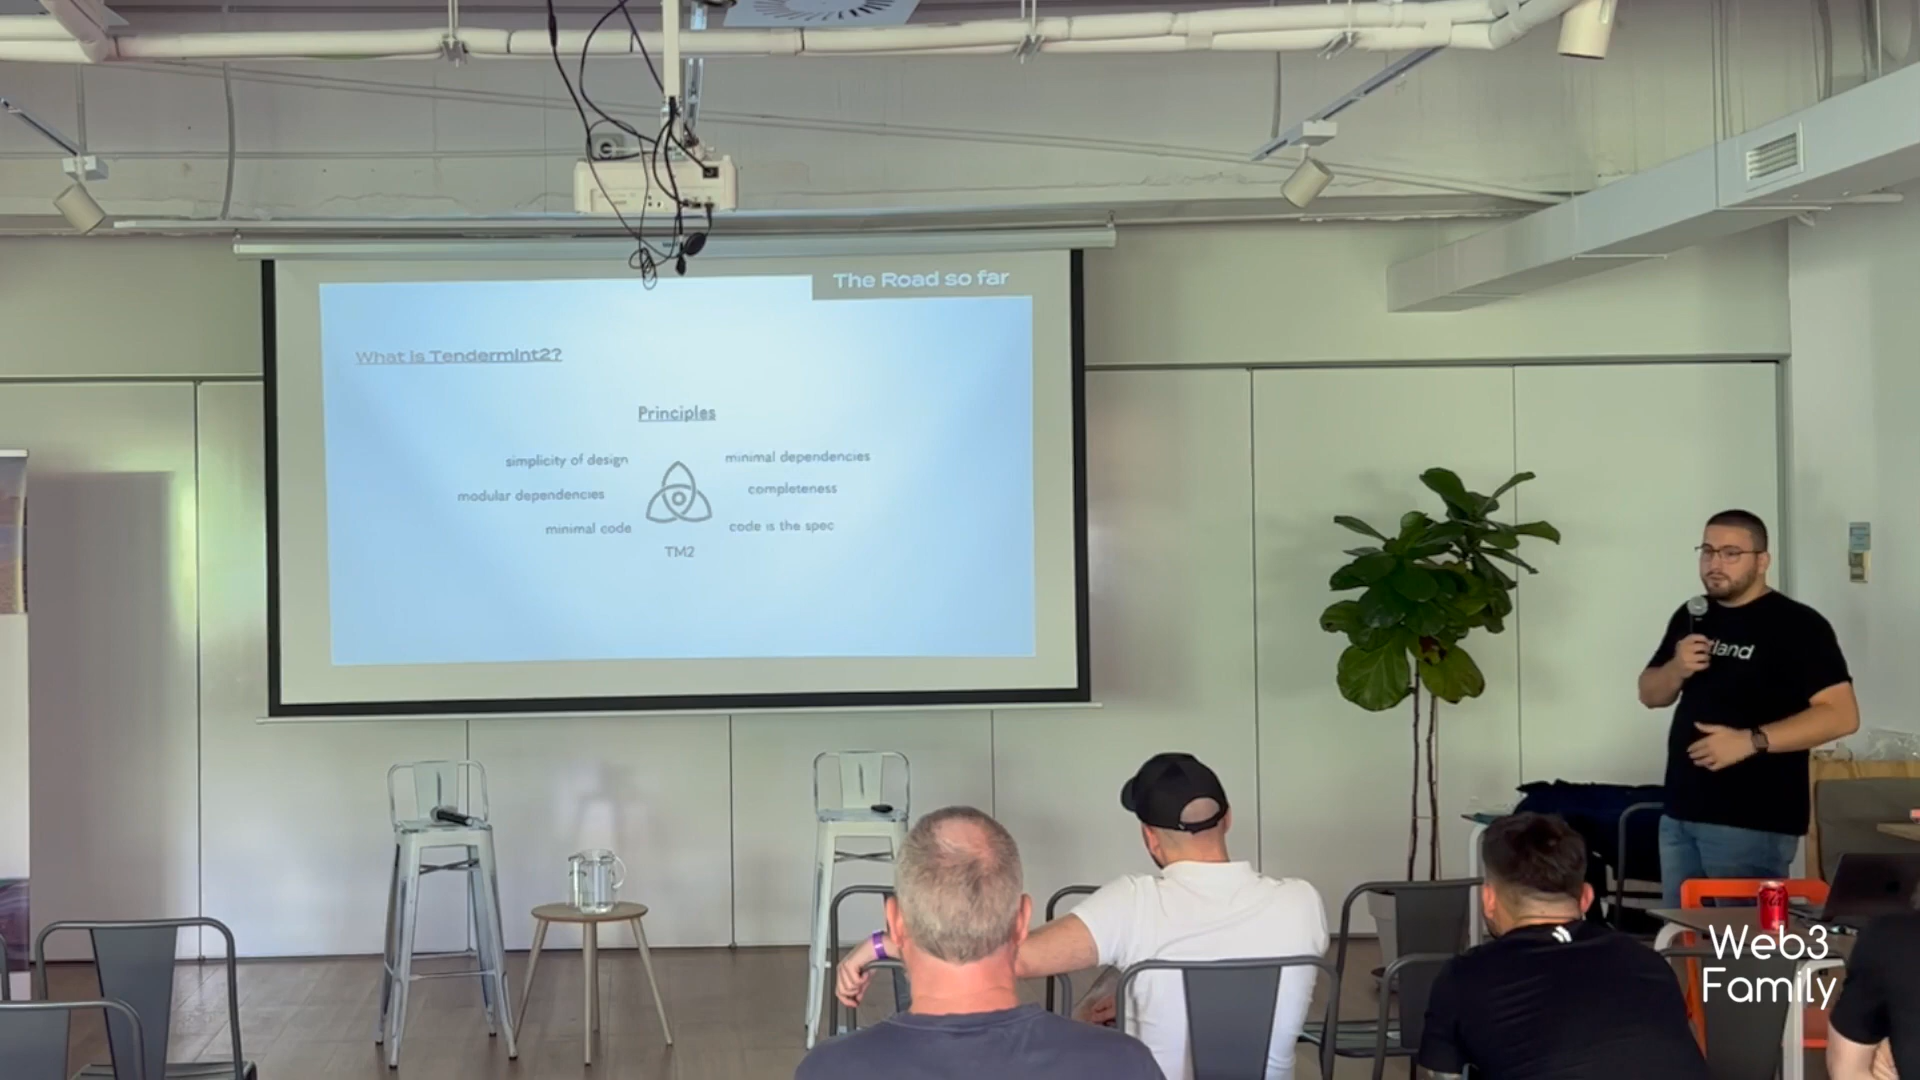 The Road so far
What is Tendermint2?
Principles
simplicity of design
minimal dependencies
modular dependencies
completeness
minimal code
code is the spec
TM2
land
Web3
Family